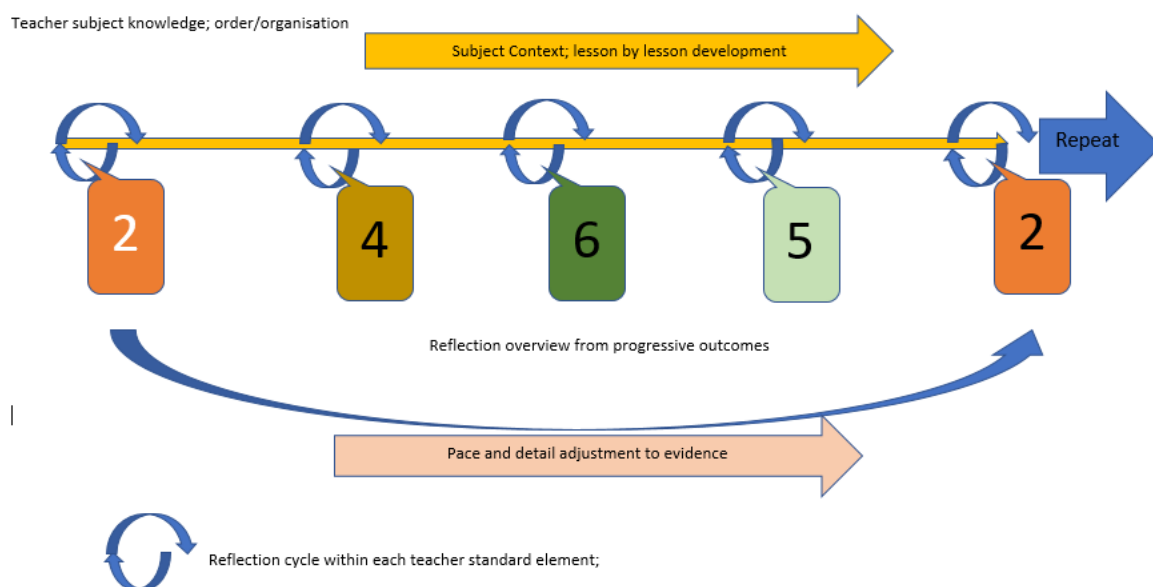 Teacher subject knowledge; order/organisation
Subject Context; lesson by lesson development
Repeat
2
4
6
5
2
Reflection overview from progressive outcomes
Pace and detail adjustment to evidence
Reflection cycle within each teacher standard element;